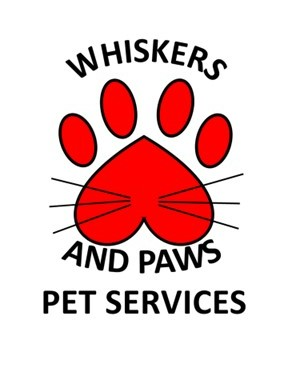 WHISKERS
AND PAWS
PET SERVICES